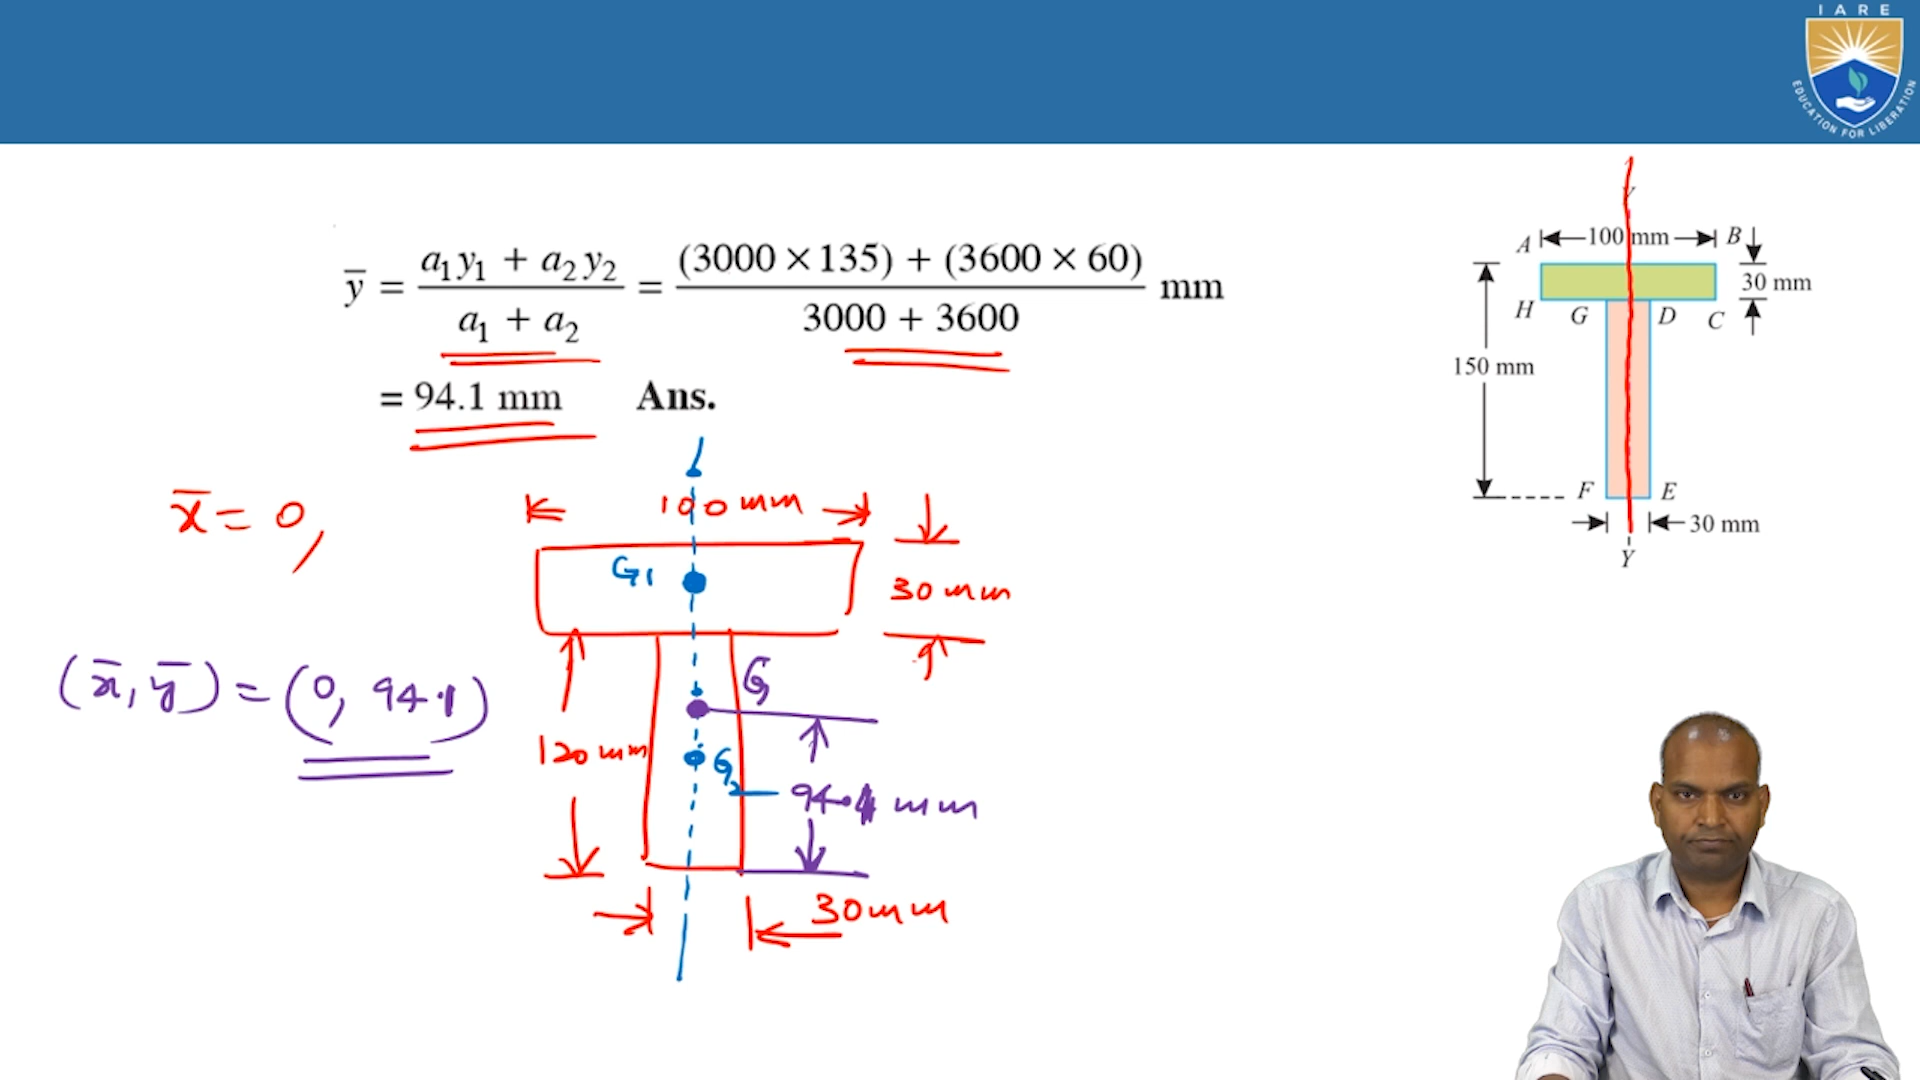 IARE
EDUCATION FOR LIBERATION
y̅ = (a₁y₁ + a₂y₂) / (a₁ + a₂) = ((3000 × 135) + (3600 × 60)) / (3000 + 3600) mm
= 94.1 mm Ans.
x̅ = 0,
(x̅, y̅) = (0, 94.1)
100 mm
G₁
30 mm
G
120 mm
G₂
94.1 mm
30 mm
Y
A 100 mm B
30 mm
H G D C
150 mm
F E
30 mm
Y